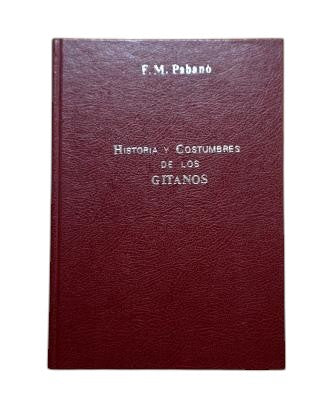 F. M. Pabanó
HISTORIA Y COSTUMBRES
DE LOS
GITANOS